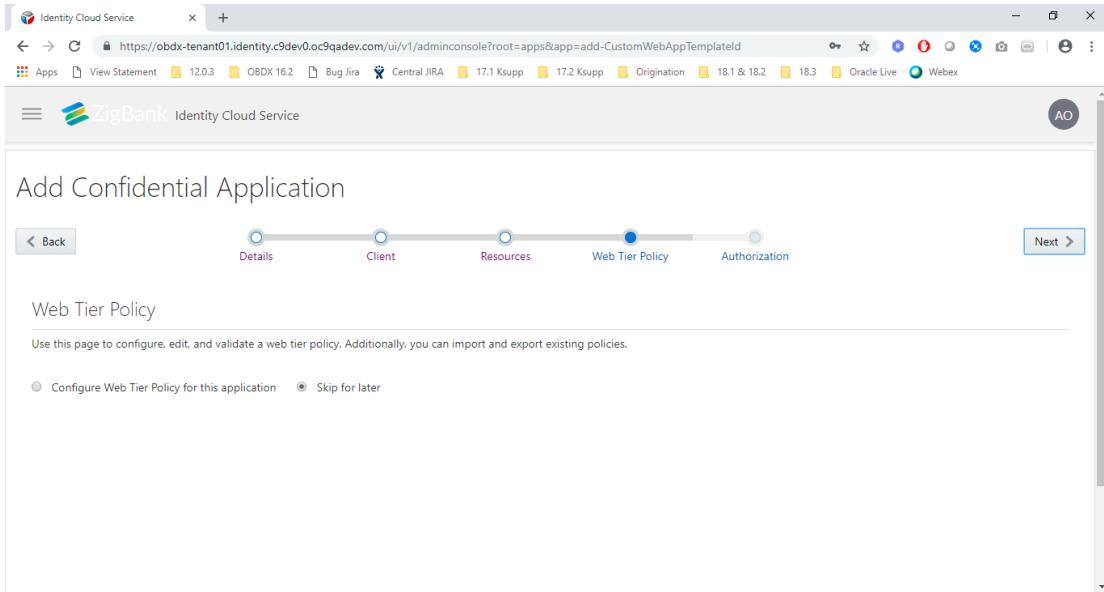 Identity Cloud Service
https://obdx-tenant01.identity.c9dev0.oc9qadev.com/ui/v1/adminconsole?root=apps&app=add-CustomWebAppTemplateId
Apps View Statement 12.0.3 OBDX 16.2 Bug Jira Central JIRA 17.1 Ksupp 17.2 Ksupp Origination 18.1 & 18.2 18.3 Oracle Live Webex
ZigBank Identity Cloud Service AO
Add Confidential Application
Back Next
Details Client Resources Web Tier Policy Authorization
Web Tier Policy
Use this page to configure, edit, and validate a web tier policy. Additionally, you can import and export existing policies.
Configure Web Tier Policy for this application Skip for later